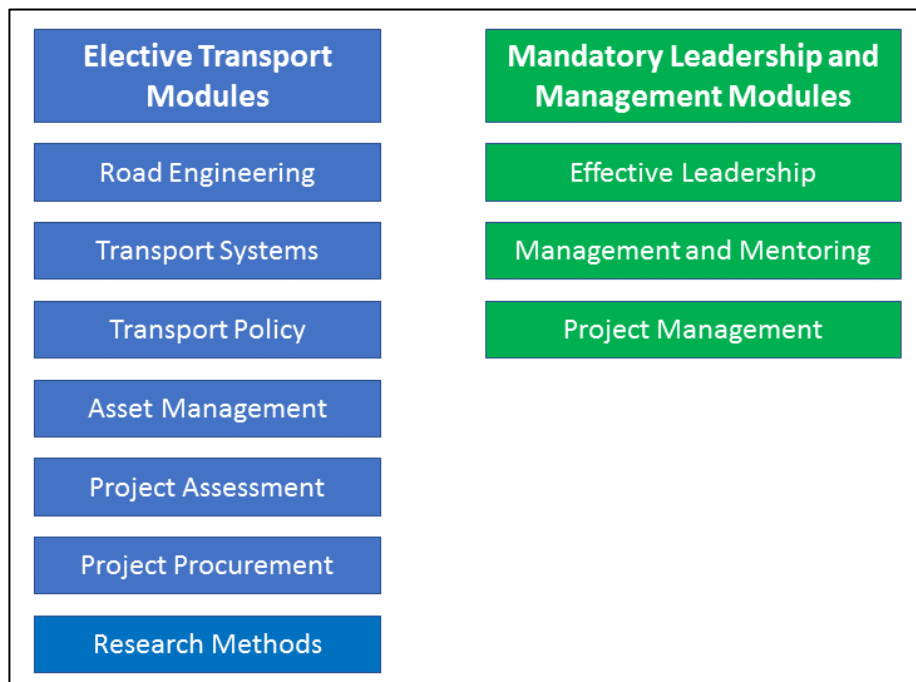 Elective Transport
Modules
Road Engineering
Transport Systems
Transport Policy
Asset Management
Project Assessment
Project Procurement
Research Methods
Mandatory Leadership and
Management Modules
Effective Leadership
Management and Mentoring
Project Management